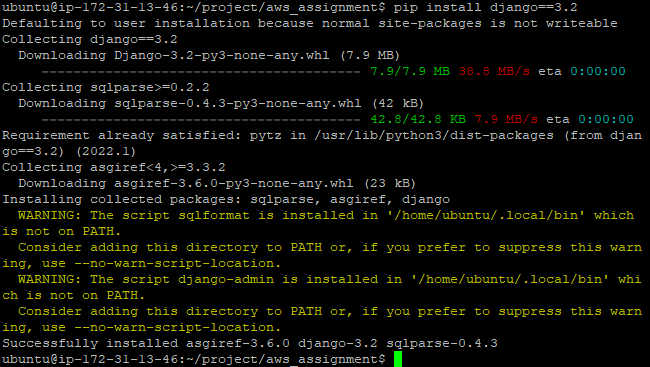 ubuntu@ip-172-31-13-46:~/project/aws_assignment$ pip install django==3.2
Defaulting to user installation because normal site-packages is not writeable
Collecting django==3.2
  Downloading Django-3.2-py3-none-any.whl (7.9 MB)
     ---------------------------------------- 7.9/7.9 MB 38.8 MB/s eta 0:00:00
Collecting sqlparse>=0.2.2
  Downloading sqlparse-0.4.3-py3-none-any.whl (42 kB)
     ---------------------------------------- 42.8/42.8 KB 7.9 MB/s eta 0:00:00
Requirement already satisfied: pytz in /usr/lib/python3/dist-packages (from djan
go==3.2) (2022.1)
Collecting asgiref<4,>=3.3.2
  Downloading asgiref-3.6.0-py3-none-any.whl (23 kB)
Installing collected packages: sqlparse, asgiref, django
  WARNING: The script sqlformat is installed in '/home/ubuntu/.local/bin' which
is not on PATH.
  Consider adding this directory to PATH or, if you prefer to suppress this warn
ing, use --no-warn-script-location.
  WARNING: The script django-admin is installed in '/home/ubuntu/.local/bin' whi
ch is not on PATH.
  Consider adding this directory to PATH or, if you prefer to suppress this warn
ing, use --no-warn-script-location.
Successfully installed asgiref-3.6.0 django-3.2 sqlparse-0.4.3
ubuntu@ip-172-31-13-46:~/project/aws_assignment$